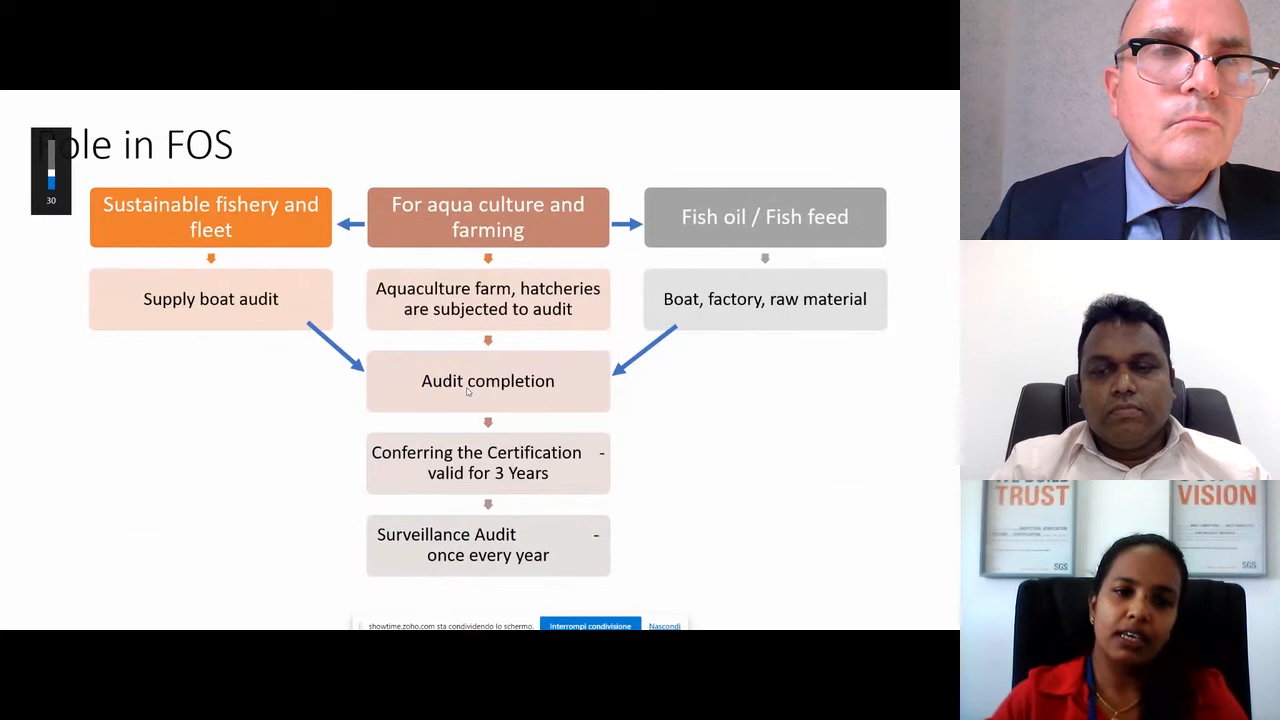 Role in FOS
30
Sustainable fishery and
fleet
For aqua culture and
farming
Fish oil / Fish feed
Supply boat audit
Aquaculture farm, hatcheries
are subjected to audit
Boat, factory, raw material
Audit completion
Conferring the Certification -
valid for 3 Years
Surveillance Audit -
once every year
showtime.zoho.com sta condividendo lo schermo.
Interrompi condivisione
Nascondi
TRUST
VISION
SGS
SGS